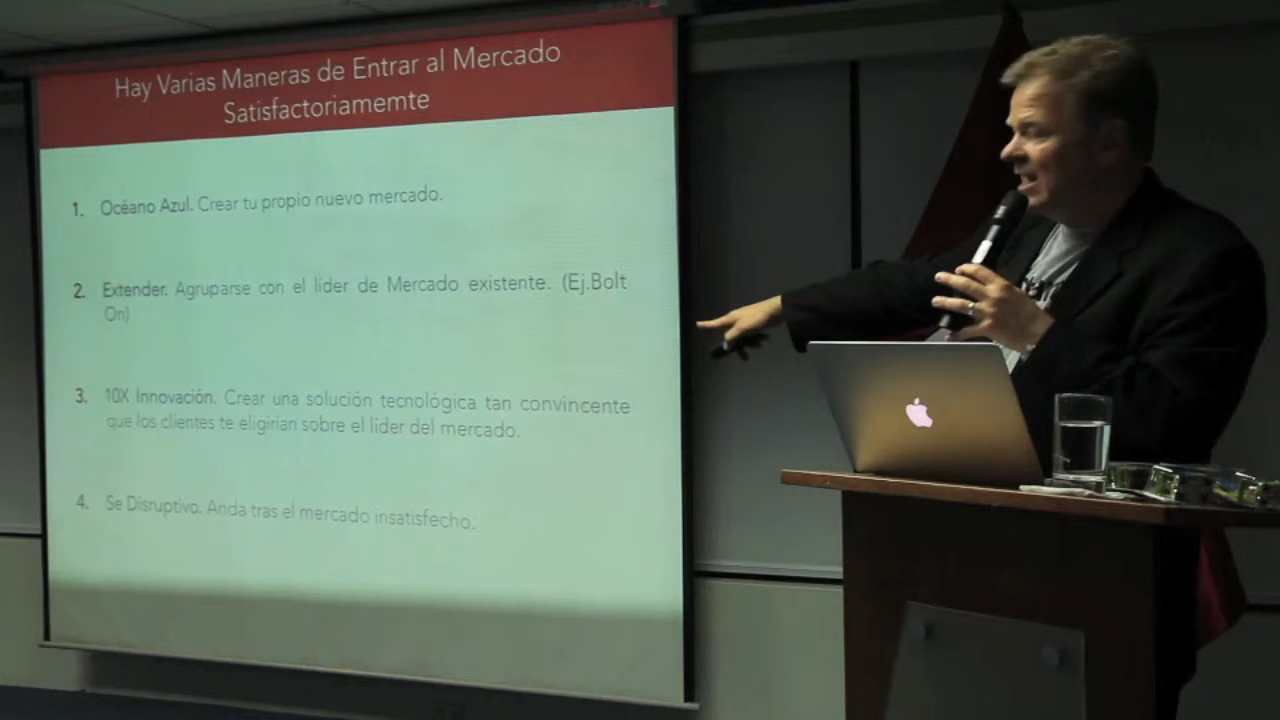 Hay Varias Maneras de Entrar al Mercado
Satisfactoriamemte
1. Océano Azul. Crear tu propio nuevo mercado.
2. Extender. Agruparse con el líder de Mercado existente. (Ej.Bolt
On)
3. 10X Innovación. Crear una solución tecnológica tan convincente
que los clientes te eligirian sobre el lider del mercado.
4. Se Disruptivo. Anda tras el mercado insatisfecho.